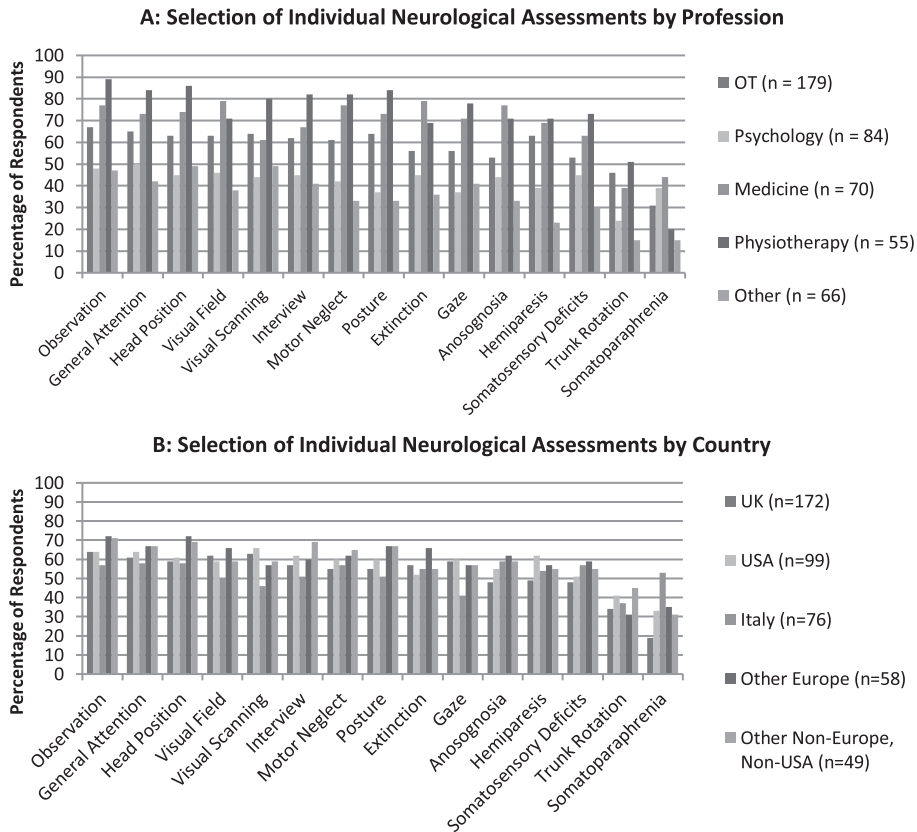 A: Selection of Individual Neurological Assessments by Profession
Percentage of Respondents
100
90
80
70
60
50
40
30
20
10
0
Observation
General Attention
Head Position
Visual Field
Visual Scanning
Interview
Motor Neglect
Posture
Extinction
Gaze
Anosognosia
Hemiparesis
Somatosensory Deficits
Trunk Rotation
Somatoparaphrenia
OT (n = 179)
Psychology (n = 84)
Medicine (n = 70)
Physiotherapy (n = 55)
Other (n = 66)
B: Selection of Individual Neurological Assessments by Country
Percentage of Respondents
100
90
80
70
60
50
40
30
20
10
0
Observation
General Attention
Head Position
Visual Field
Visual Scanning
Interview
Motor Neglect
Posture
Extinction
Gaze
Anosognosia
Hemiparesis
Somatosensory Deficits
Trunk Rotation
Somatoparaphrenia
UK (n=172)
USA (n=99)
Italy (n=76)
Other Europe (n=58)
Other Non-Europe,
Non-USA (n=49)